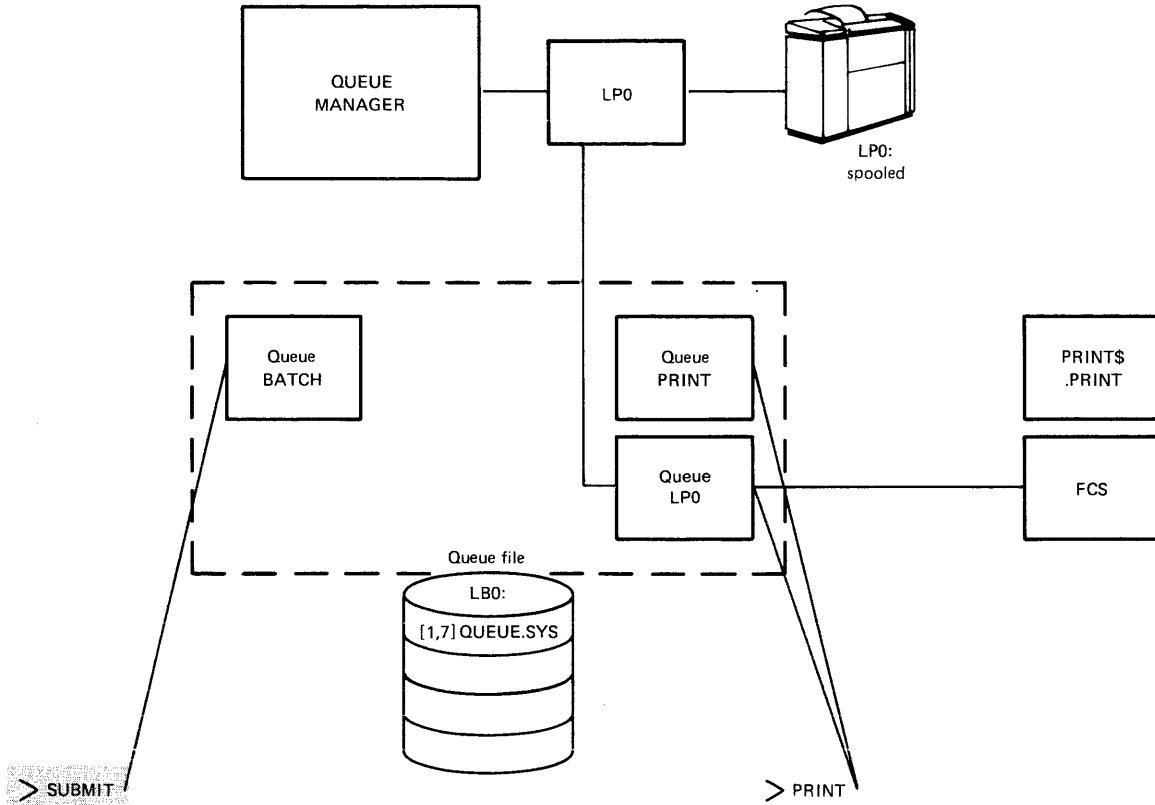 QUEUE
MANAGER
LP0
LP0:
spooled
Queue
BATCH
Queue
PRINT
PRINT$
.PRINT
Queue
LP0
FCS
Queue file
LB0:
[1,7] QUEUE.SYS
> SUBMIT
> PRINT